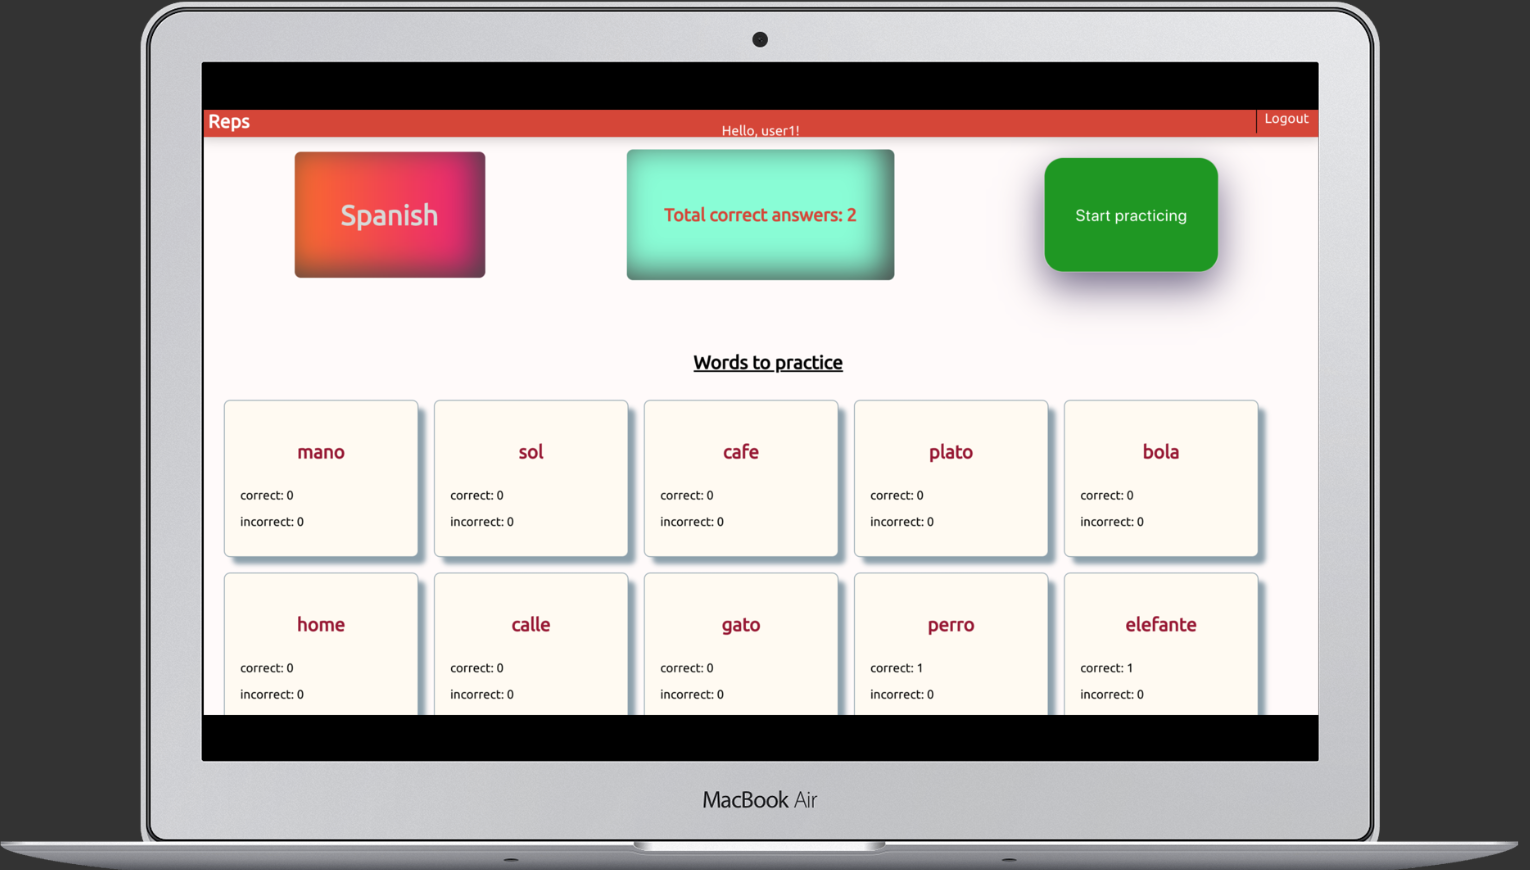 Reps
Hello, user1!
Logout
Spanish
Total correct answers: 2
Start practicing
Words to practice
mano
correct: 0
incorrect: 0
sol
correct: 0
incorrect: 0
cafe
correct: 0
incorrect: 0
plato
correct: 0
incorrect: 0
bola
correct: 0
incorrect: 0
home
correct: 0
incorrect: 0
calle
correct: 0
incorrect: 0
gato
correct: 0
incorrect: 0
perro
correct: 1
incorrect: 0
elefante
correct: 1
incorrect: 0
MacBook Air